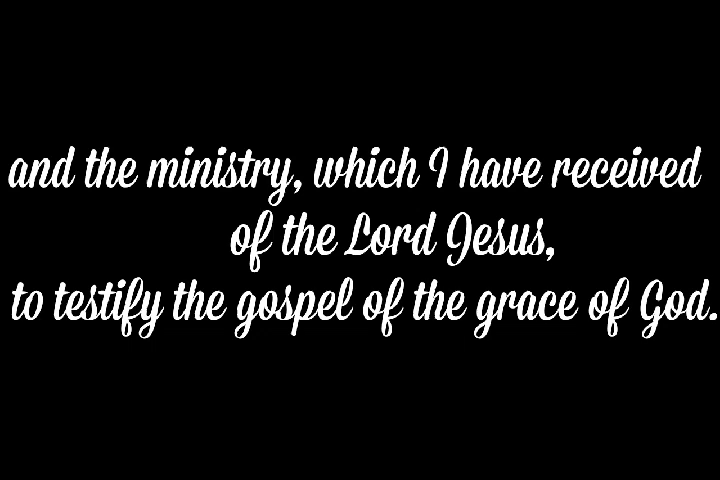 and the ministry, which I have received
of the Lord Jesus,
to testify the gospel of the grace of God.